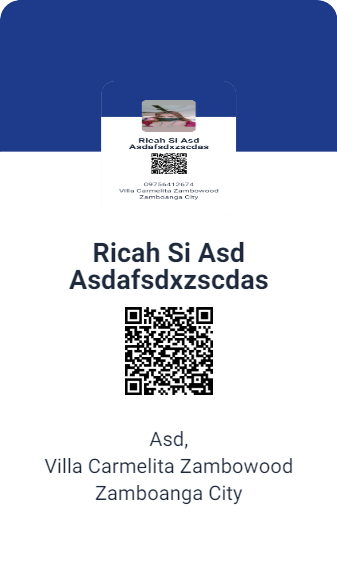 Ricah Si Asd
Asdafsdxzscdas
09756412674
Villa Carmelita Zambowood
Zamboanga City
Ricah Si Asd
Asdafsdxzscdas
Asd,
Villa Carmelita Zambowood
Zamboanga City